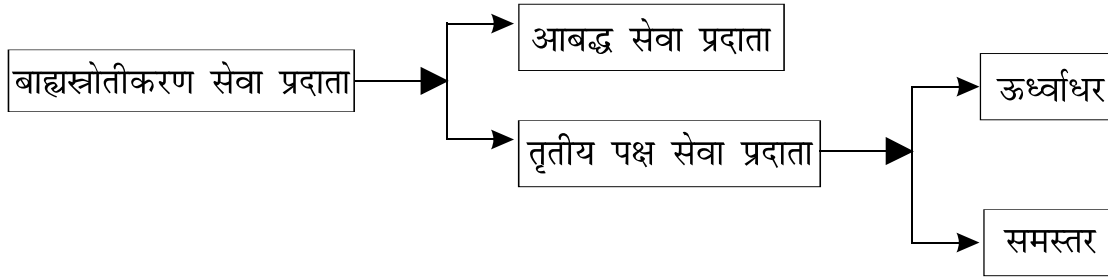 बाह्यस्त्रोतीकरण सेवा प्रदाता
आबद्ध सेवा प्रदाता
तृतीय पक्ष सेवा प्रदाता
ऊर्ध्वाधर
समस्तर